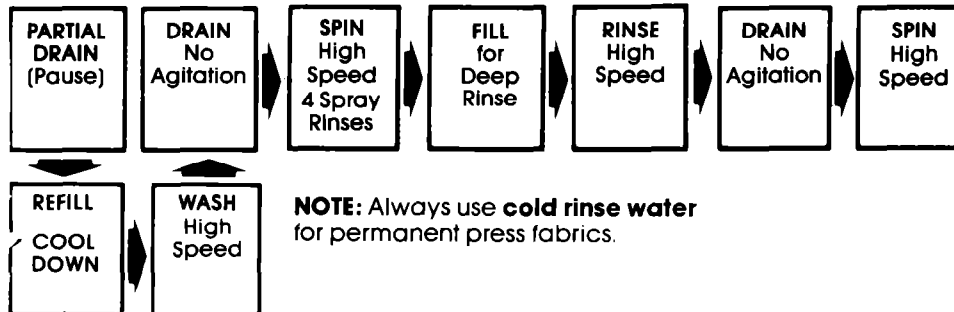 PARTIAL
DRAIN
(Pause)
REFILL
COOL
DOWN
WASH
High
Speed
DRAIN
No
Agitation
SPIN
High
Speed
4 Spray
Rinses
FILL
for
Deep
Rinse
RINSE
High
Speed
DRAIN
No
Agitation
SPIN
High
Speed
NOTE: Always use cold rinse water
for permanent press fabrics.